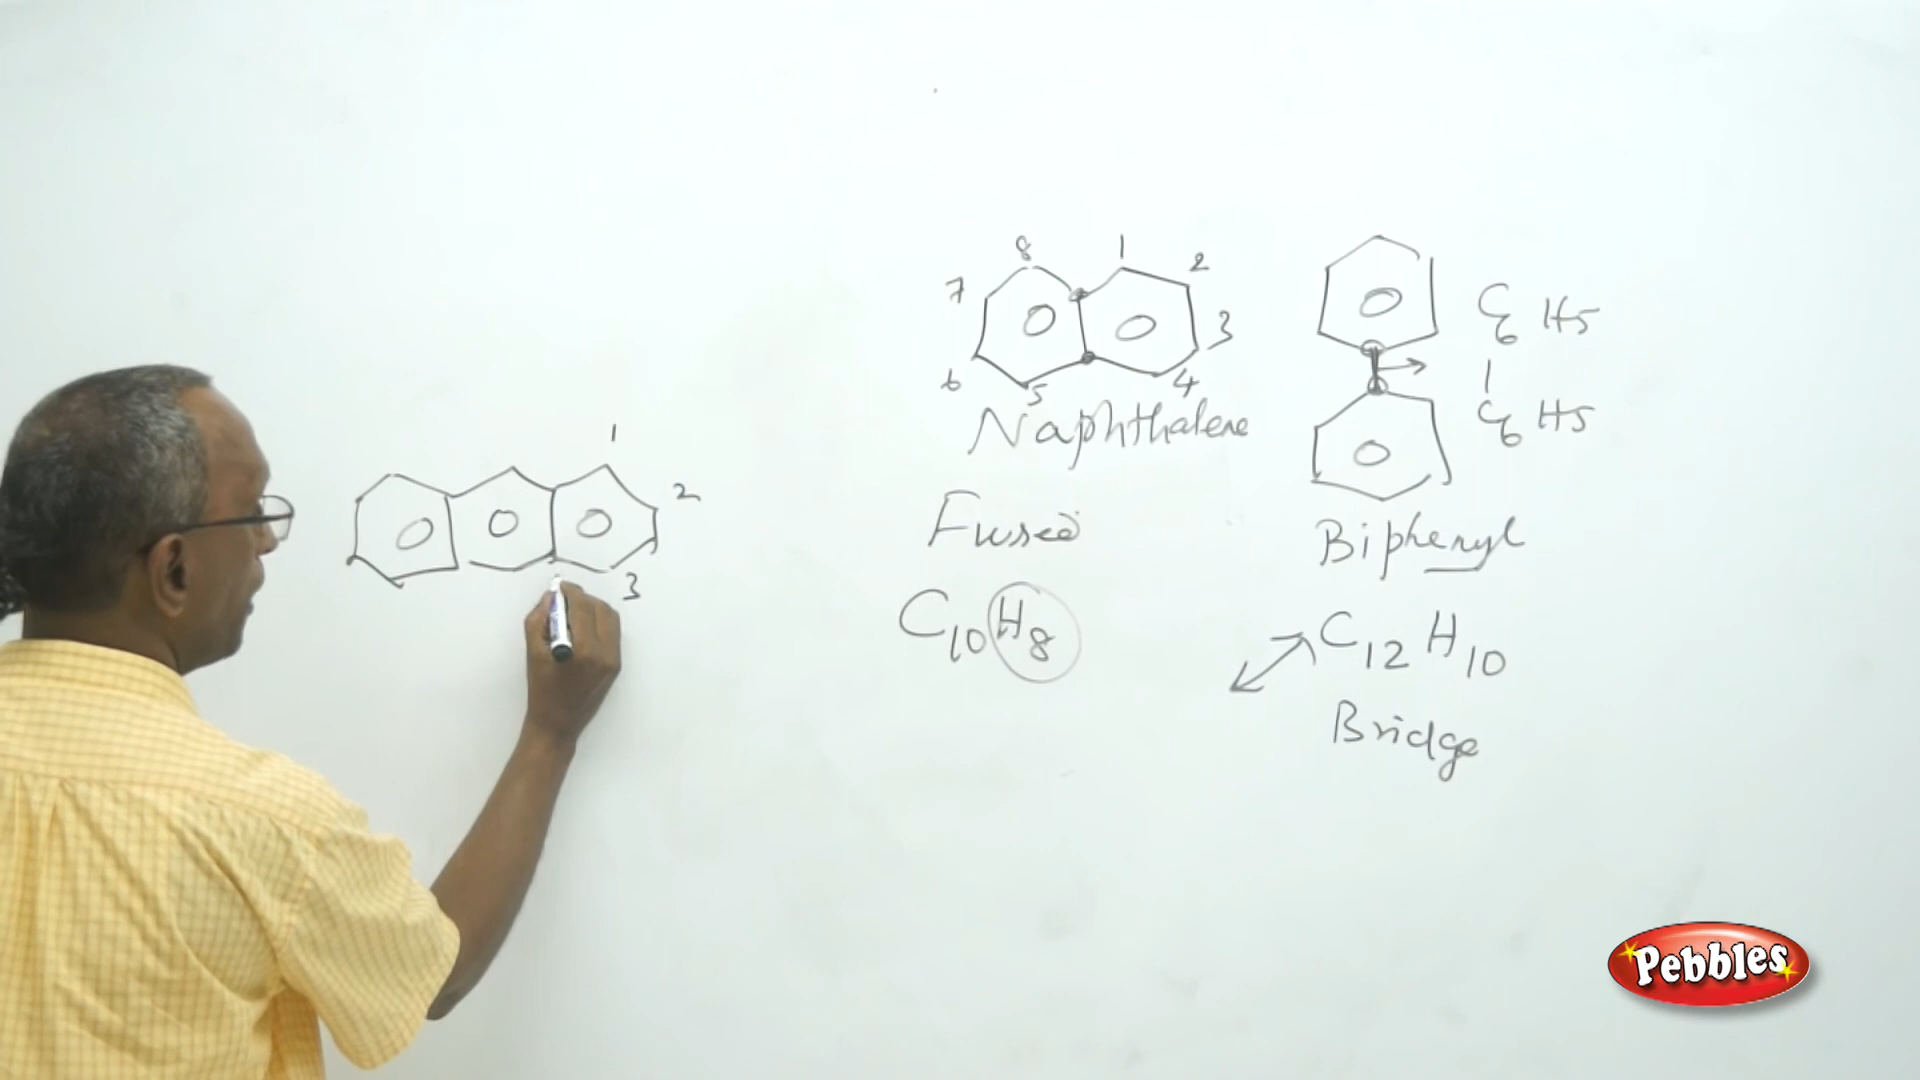 8 1 2
7 3
6 5 4
Naphthalene
Fused
C10H8
C6H5
|
C6H5
Biphenyl
C12H10
Bridge
1
2
3
Pebbles